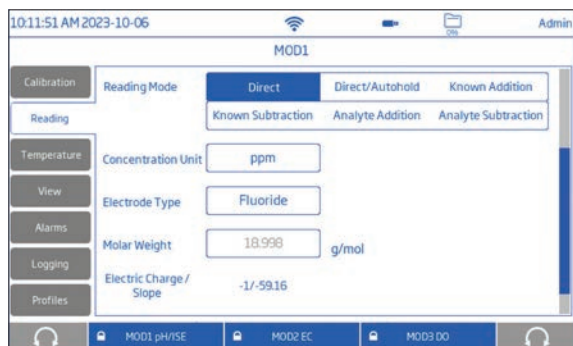 10:11:51 AM 2023-10-06
0%
Admin
MOD1
Calibration
Reading
Temperature
View
Alarms
Logging
Profiles
Reading Mode
Direct
Direct/Autohold
Known Addition
Known Subtraction
Analyte Addition
Analyte Subtraction
Concentration Unit
ppm
Electrode Type
Fluoride
Molar Weight
18.998
g/mol
Electric Charge /
Slope
-1/-59.16
MOD1 pH/ISE
MOD2 EC
MOD3 DO